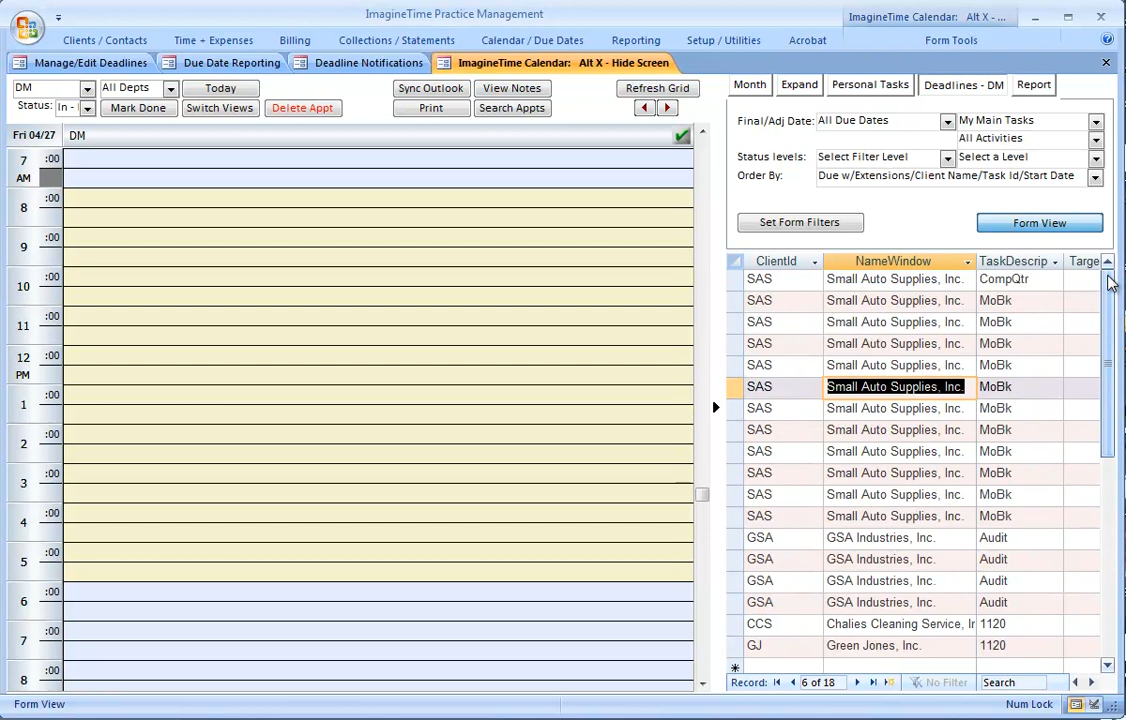 ImagineTime Practice Management
ImagineTime Calendar: Alt X - ...
Clients / Contacts Time + Expenses Billing Collections / Statements Calendar / Due Dates Reporting Setup / Utilities Acrobat Form Tools
Manage/Edit Deadlines Due Date Reporting Deadline Notifications ImagineTime Calendar: Alt X - Hide Screen
DM All Depts Today Sync Outlook View Notes Refresh Grid
Status: In - Mark Done Switch Views Delete Appt Print Search Appts
Month Expand Personal Tasks Deadlines - DM Report
Final/Adj Date: All Due Dates My Main Tasks
All Activities
Status levels: Select Filter Level Select a Level
Order By: Due w/Extensions/Client Name/Task Id/Start Date
Set Form Filters Form View
Fri 04/27 DM
7 :00
AM
8 :00
9 :00
10 :00
11 :00
12 :00
PM
1 :00
2 :00
3 :00
4 :00
5 :00
6 :00
7 :00
8 :00
ClientId NameWindow TaskDescrip Targe
SAS Small Auto Supplies, Inc. CompQtr
SAS Small Auto Supplies, Inc. MoBk
SAS Small Auto Supplies, Inc. MoBk
SAS Small Auto Supplies, Inc. MoBk
SAS Small Auto Supplies, Inc. MoBk
SAS Small Auto Supplies, Inc. MoBk
SAS Small Auto Supplies, Inc. MoBk
SAS Small Auto Supplies, Inc. MoBk
SAS Small Auto Supplies, Inc. MoBk
SAS Small Auto Supplies, Inc. MoBk
SAS Small Auto Supplies, Inc. MoBk
SAS Small Auto Supplies, Inc. MoBk
GSA GSA Industries, Inc. Audit
GSA GSA Industries, Inc. Audit
GSA GSA Industries, Inc. Audit
GSA GSA Industries, Inc. Audit
CCS Chalies Cleaning Service, Ir 1120
GJ Green Jones, Inc. 1120
Record: 6 of 18 No Filter Search
Form View Num Lock